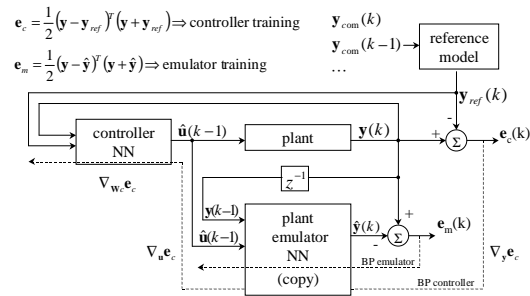 e_c = 1/2 (y − y_ref)^T (y + y_ref) ⇒ controller training
e_m = 1/2 (y − ŷ)^T (y + ŷ) ⇒ emulator training
y_com(k)
y_com(k−1)
...
reference
model
y_ref(k)
-
controller
NN
û(k−1)
plant
y(k)
+
Σ
e_c(k)
∇_Wc e_c
z⁻¹
y(k−1)
û(k−1)
plant
emulator
NN
(copy)
ŷ(k)
+
-
Σ
e_m(k)
∇_u e_c
∇_y e_c
BP emulator
BP controller